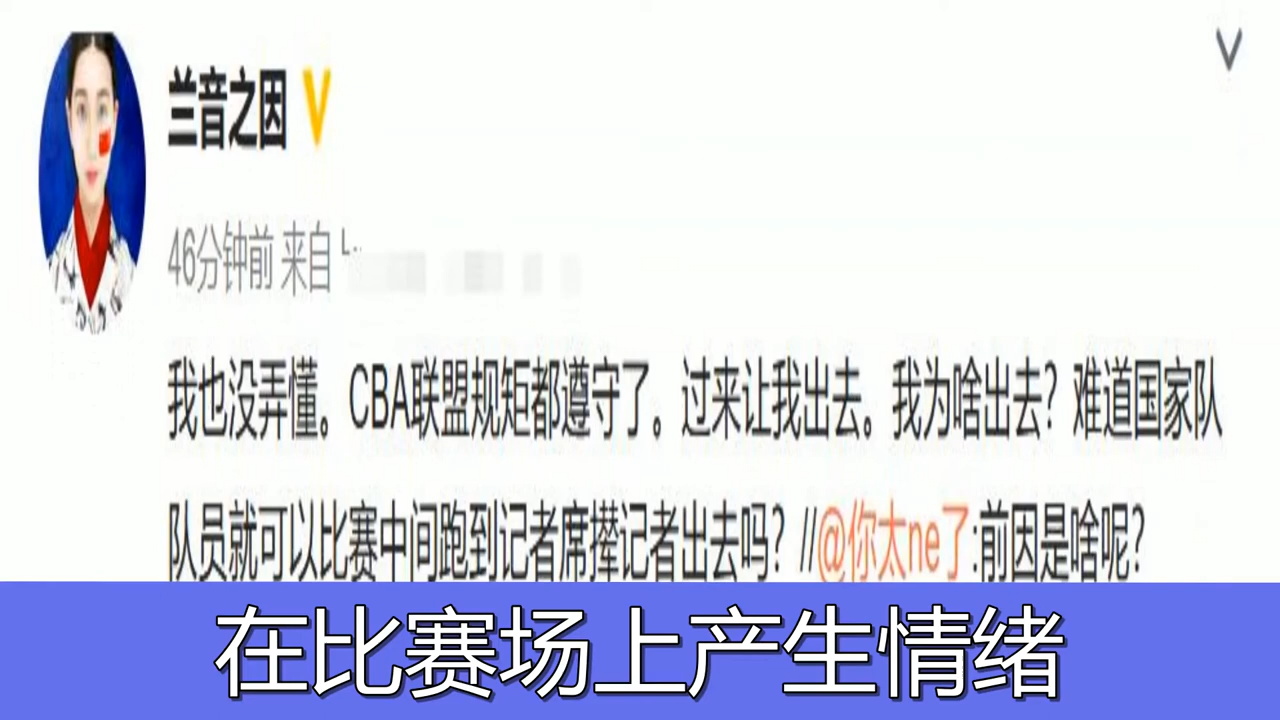 兰音之因
46分钟前 来自
我也没弄懂。CBA联盟规矩都遵守了。过来让我出去。我为啥出去？难道国家队
队员就可以比赛中间跑到记者席撵记者出去吗？//@你太ne了:前因是啥呢？
在比赛场上产生情绪